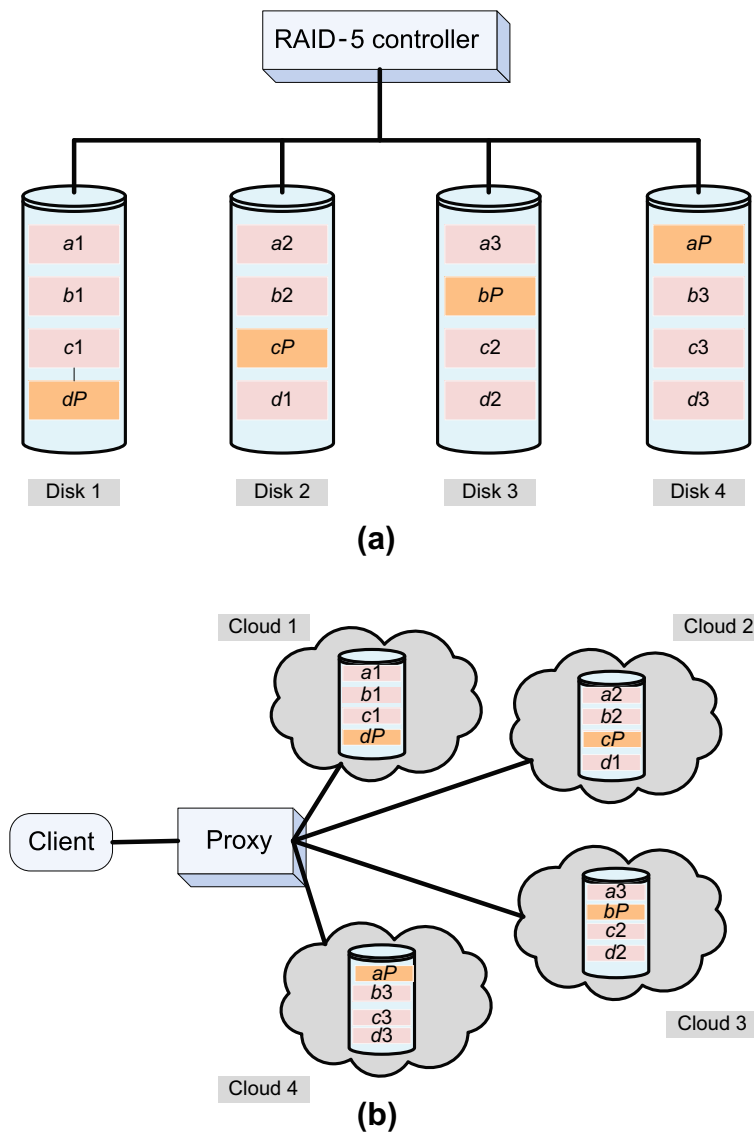 RAID-5 controller
a1
b1
c1
dP
a2
b2
cP
d1
a3
bP
c2
d2
aP
b3
c3
d3
Disk 1
Disk 2
Disk 3
Disk 4
(a)
Cloud 1
a1
b1
c1
dP
Cloud 2
a2
b2
cP
d1
Client
Proxy
a3
bP
c2
d2
Cloud 3
aP
b3
c3
d3
Cloud 4
(b)